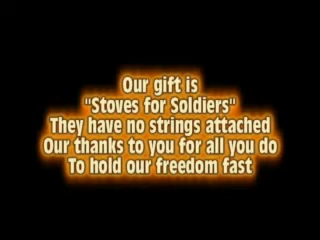 Our gift is
"Stoves for Soldiers"
They have no strings attached
Our thanks to you for all you do
To hold our freedom fast